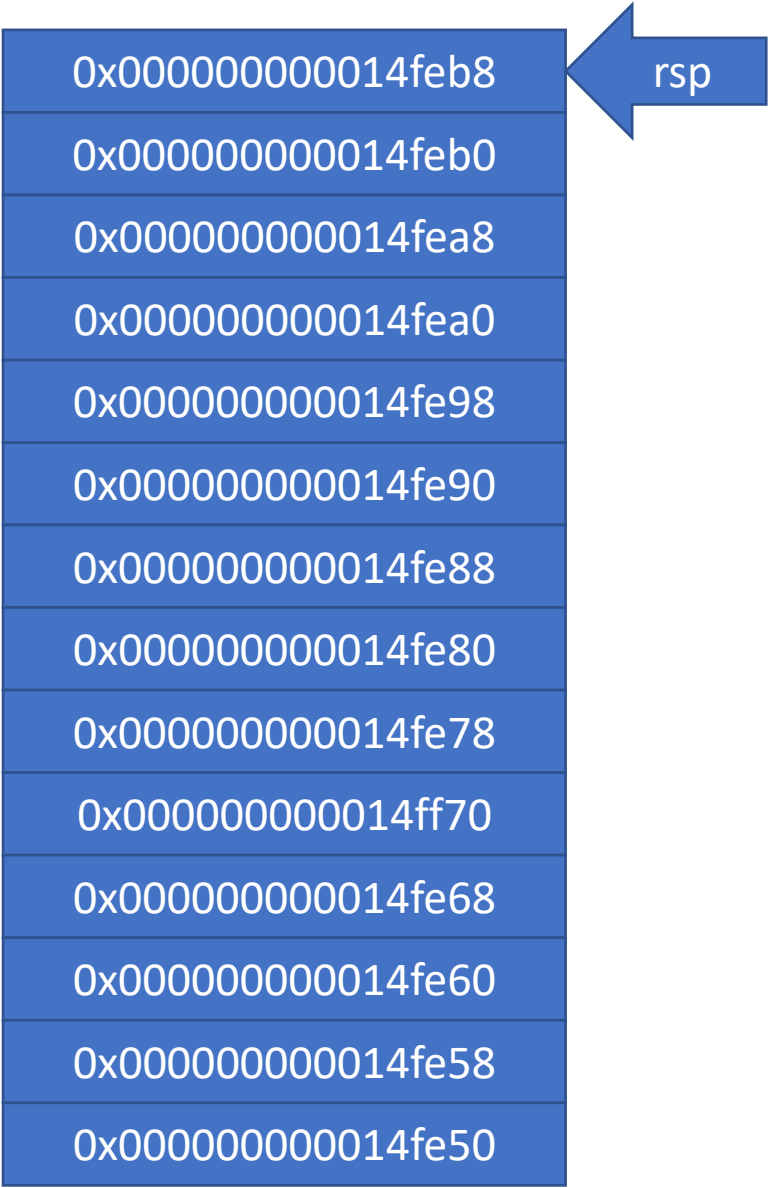 0x000000000014feb8
rsp
0x000000000014feb0
0x000000000014fea8
0x000000000014fea0
0x000000000014fe98
0x000000000014fe90
0x000000000014fe88
0x000000000014fe80
0x000000000014fe78
0x000000000014ff70
0x000000000014fe68
0x000000000014fe60
0x000000000014fe58
0x000000000014fe50